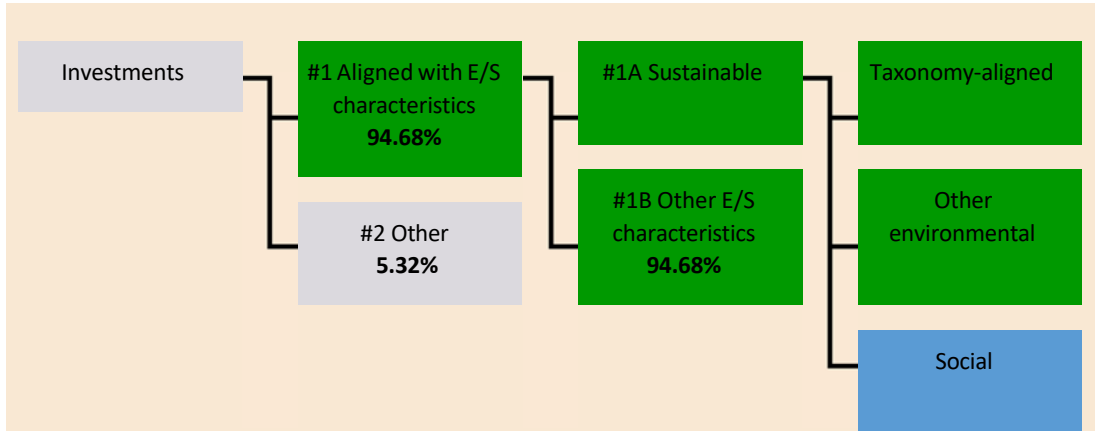 Investments
#1 Aligned with E/S
characteristics
94.68%
#2 Other
5.32%
#1A Sustainable
#1B Other E/S
characteristics
94.68%
Taxonomy-aligned
Other
environmental
Social